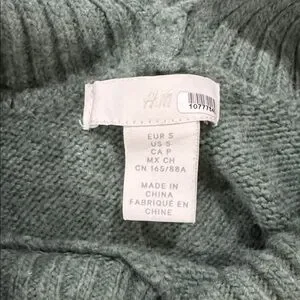 H&M
EUR S
US S
CA P
MX CH
CN 165/88A
MADE IN
CHINA
FABRIQUÉ EN
CHINE